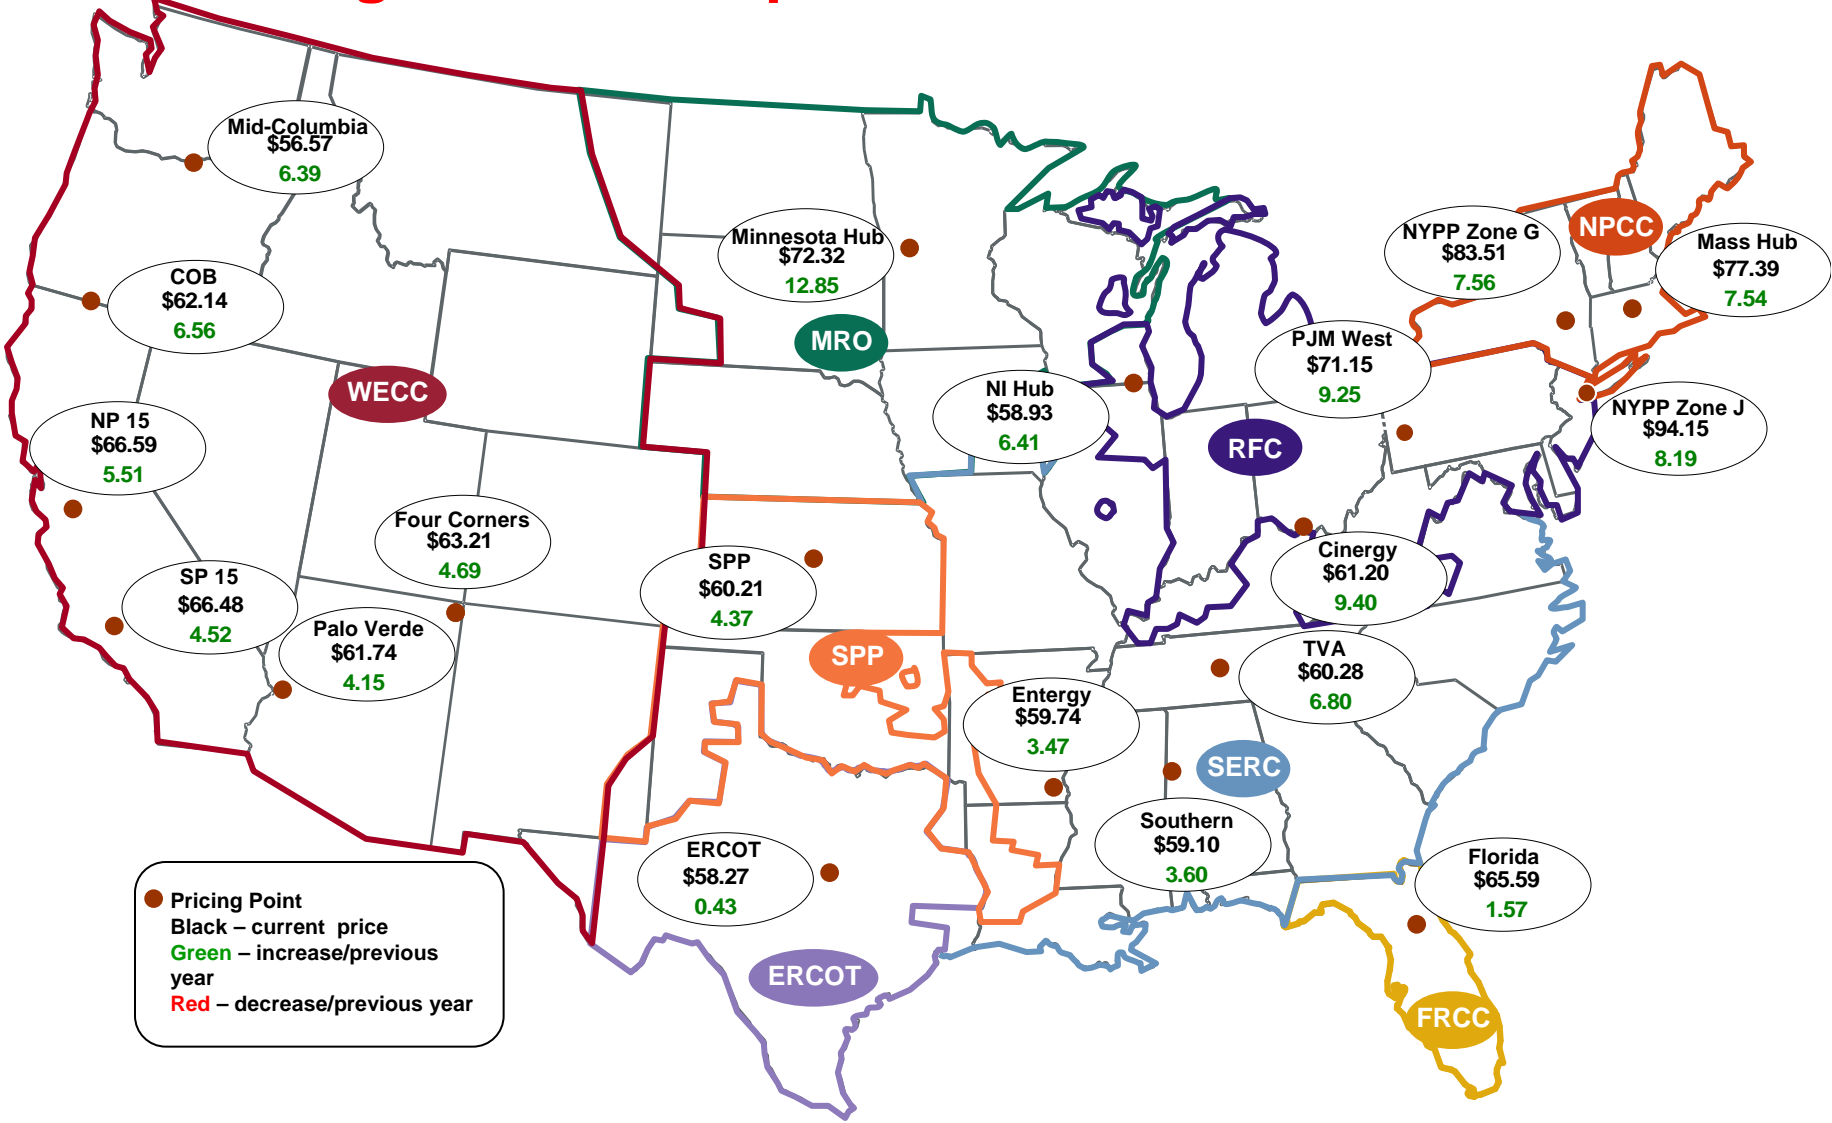 Mid-Columbia
$56.57
6.39
Minnesota Hub
$72.32
12.85
NYPP Zone G
$83.51
7.56
NPCC
Mass Hub
$77.39
7.54
COB
$62.14
6.56
MRO
PJM West
$71.15
9.25
WECC
NI Hub
$58.93
6.41
NP 15
$66.59
5.51
RFC
NYPP Zone J
$94.15
8.19
Four Corners
$63.21
4.69
SPP
$60.21
4.37
Cinergy
$61.20
9.40
SP 15
$66.48
4.52
Palo Verde
$61.74
4.15
SPP
TVA
$60.28
6.80
Entergy
$59.74
3.47
SERC
Southern
$59.10
3.60
ERCOT
$58.27
0.43
Florida
$65.59
1.57
ERCOT
FRCC
Pricing Point
Black – current  price
Green – increase/previous
year
Red – decrease/previous year